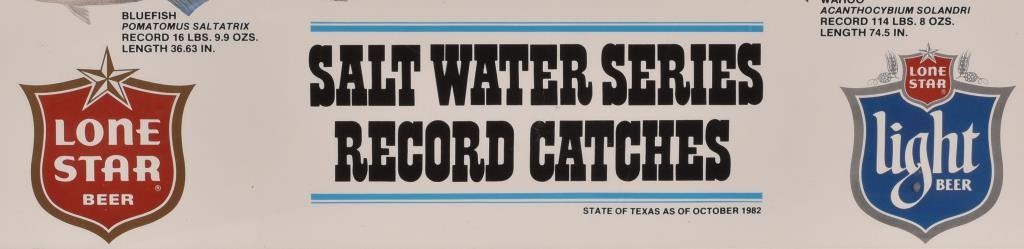 BLUEFISH
POMATOMUS SALTATRIX
RECORD 16 LBS. 9.9 OZS.
LENGTH 36.63 IN.
WAHOO
ACANTHOCYBIUM SOLANDRI
RECORD 114 LBS. 8 OZS.
LENGTH 74.5 IN.
LONE
STAR
®
BEER
SALT WATER SERIES
RECORD CATCHES
STATE OF TEXAS AS OF OCTOBER 1982
LONE
STAR
light
BEER